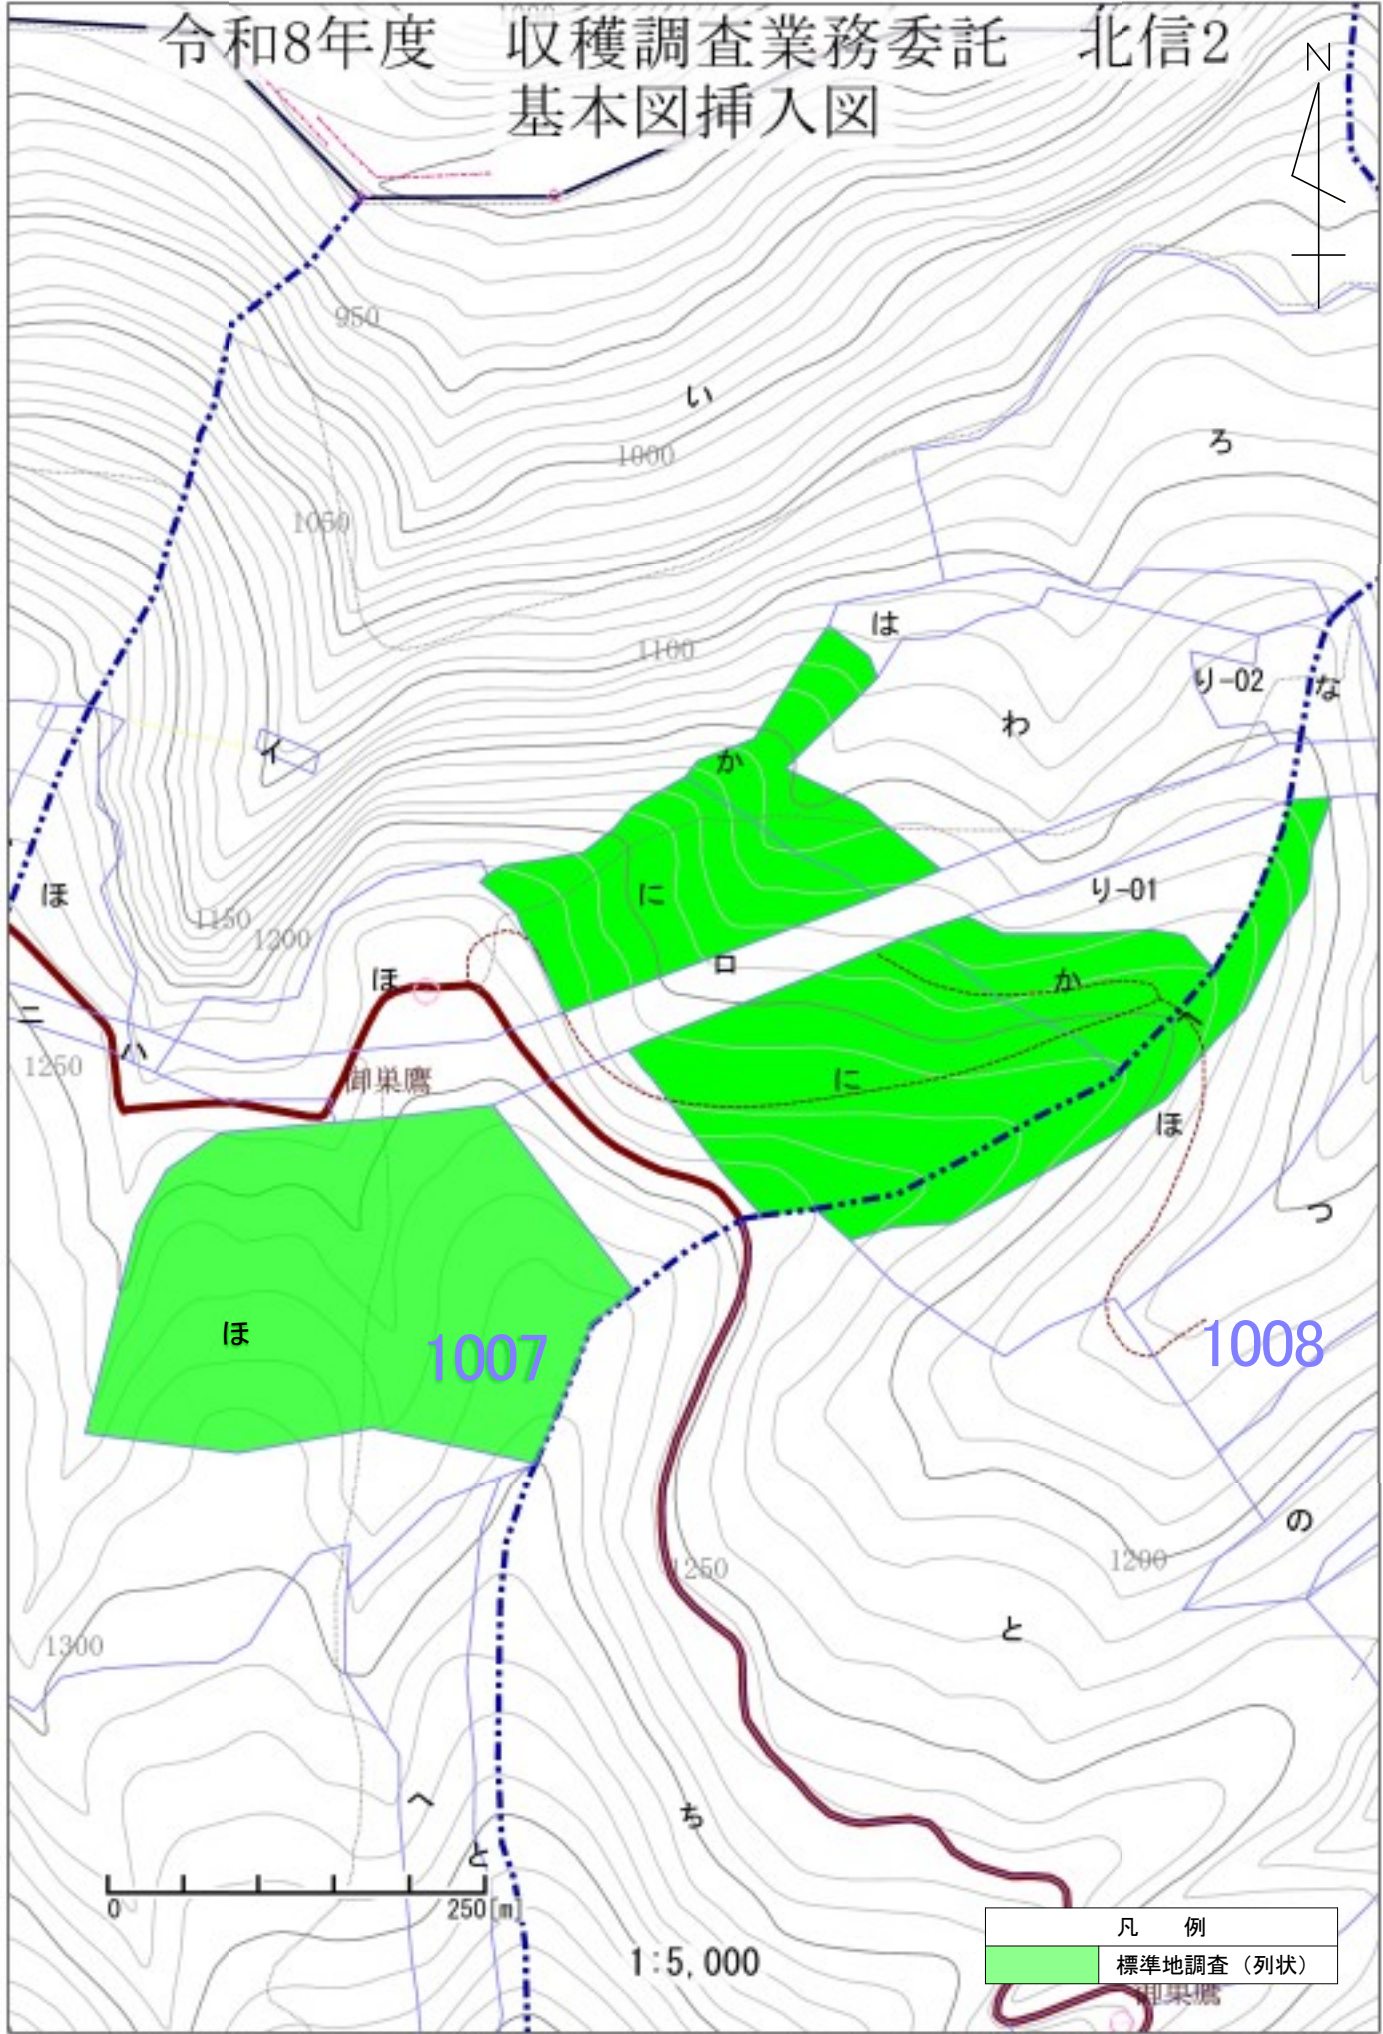 令和8年度　収穫調査業務委託　北信2
基本図挿入図
N
950
い
1000
ろ
1050
は
1100
り-02
な
わ
イ
か
り-01
ほ
に
1150
1200
ロ
ほ
か
ニ
ハ
1250
御巣鷹
に
へ
ほ
つ
ほ
1007
1008
の
1250
1200
と
1300
へ
ち
と
0
250[m]
1:5,000
凡　例
標準地調査（列状）
御巣鷹